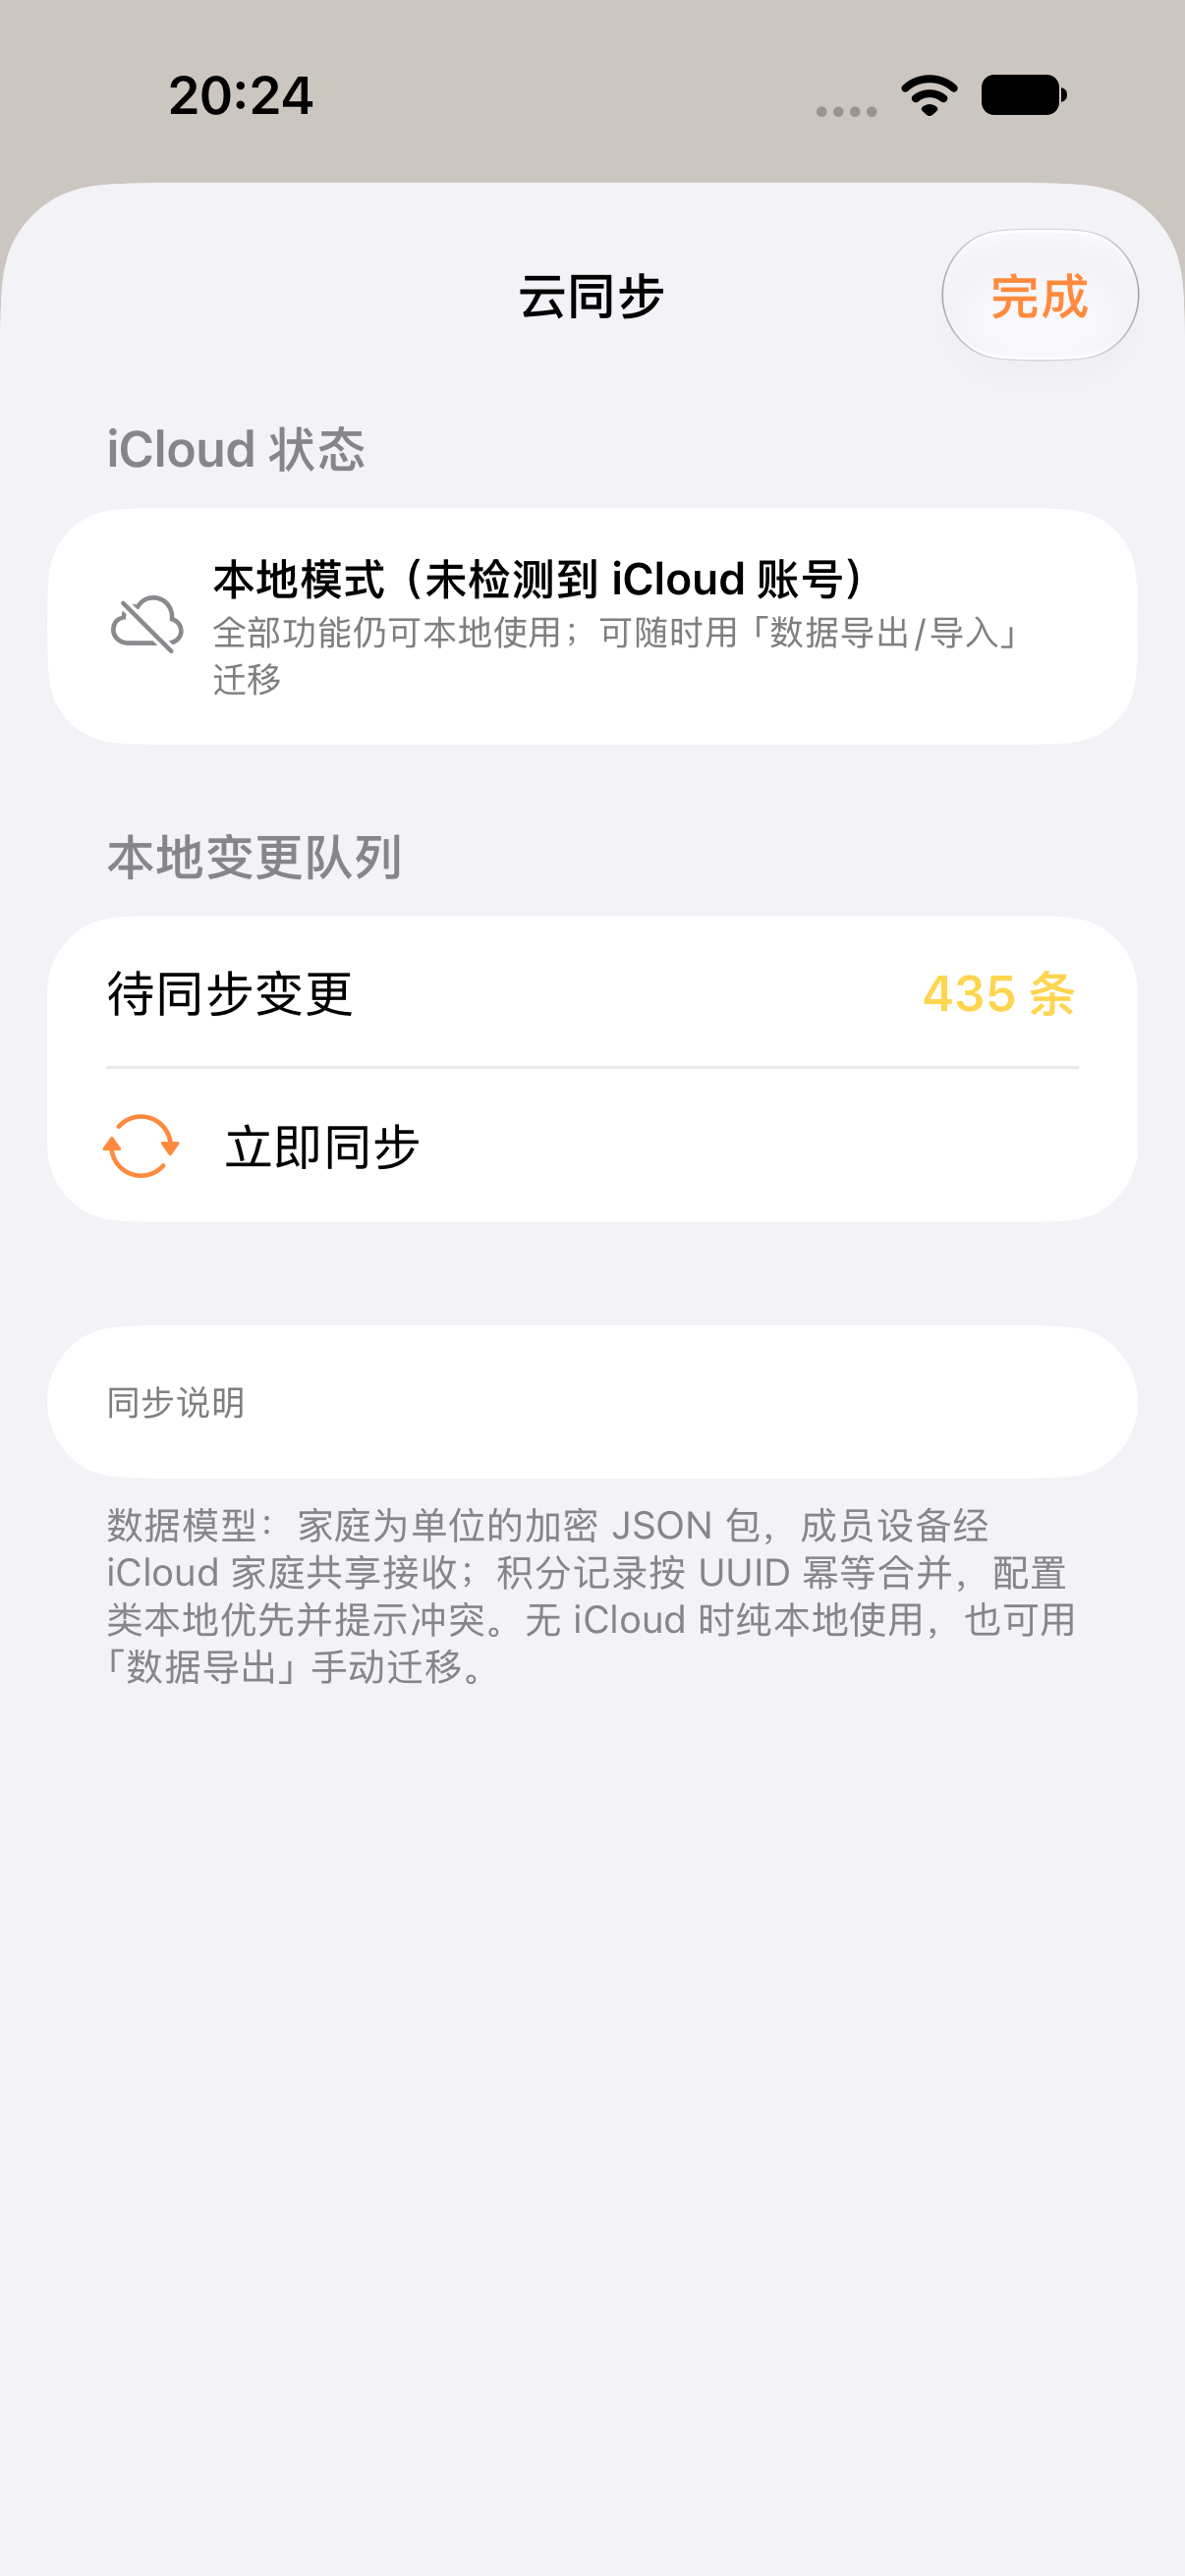 20:24
云同步
完成
iCloud 状态
本地模式（未检测到 iCloud 账号）
全部功能仍可本地使用；可随时用「数据导出/导入」
迁移
本地变更队列
待同步变更
435 条
立即同步
同步说明
数据模型：家庭为单位的加密 JSON 包，成员设备经
iCloud 家庭共享接收；积分记录按 UUID 幂等合并，配置
类本地优先并提示冲突。无 iCloud 时纯本地使用，也可用
「数据导出」手动迁移。